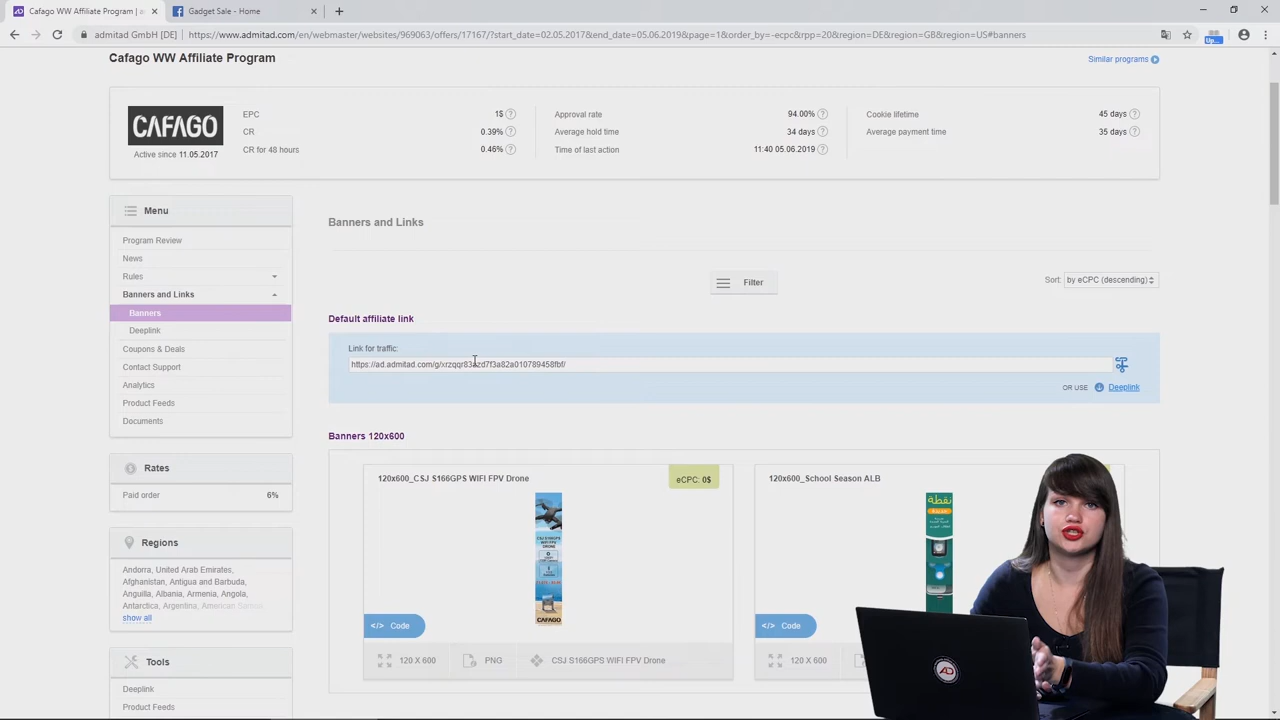 Cafago WW Affiliate Program | a
Gadget Sale - Home
admitad GmbH [DE] | https://www.admitad.com/en/webmaster/websites/969063/offers/17167/?start_date=02.05.2017&end_date=05.06.2019&page=1&order_by=-ecpc&rpp=20&region=DE&region=GB&region=US#banners
Up...
Cafago WW Affiliate Program
Similar programs
CAFAGO
Active since 11.05.2017
EPC 1$ ?
CR 0.39% ?
CR for 48 hours 0.46% ?
Approval rate 94.00% ?
Average hold time 34 days ?
Time of last action 11:40 05.06.2019 ?
Cookie lifetime 45 days ?
Average payment time 35 days ?
Menu
Program Review
News
Rules
Banners and Links
Banners
Deeplink
Coupons & Deals
Contact Support
Analytics
Product Feeds
Documents
Rates
Paid order 6%
Regions
Andorra, United Arab Emirates,
Afghanistan, Antigua and Barbuda,
Anguilla, Albania, Armenia, Angola,
Antarctica, Argentina, American Samoa
show all
Tools
Deeplink
Product Feeds
Banners and Links
Filter
Sort: by eCPC (descending)
Default affiliate link
Link for traffic:
OR USE Deeplink
Banners 120x600
120x600_CSJ S166GPS WIFI FPV Drone
eCPC: 0$
CAFAGO
</> Code
120 X 600 PNG CSJ S166GPS WIFI FPV Drone
120x600_School Season ALB
نقطة
</> Code
120 X 600